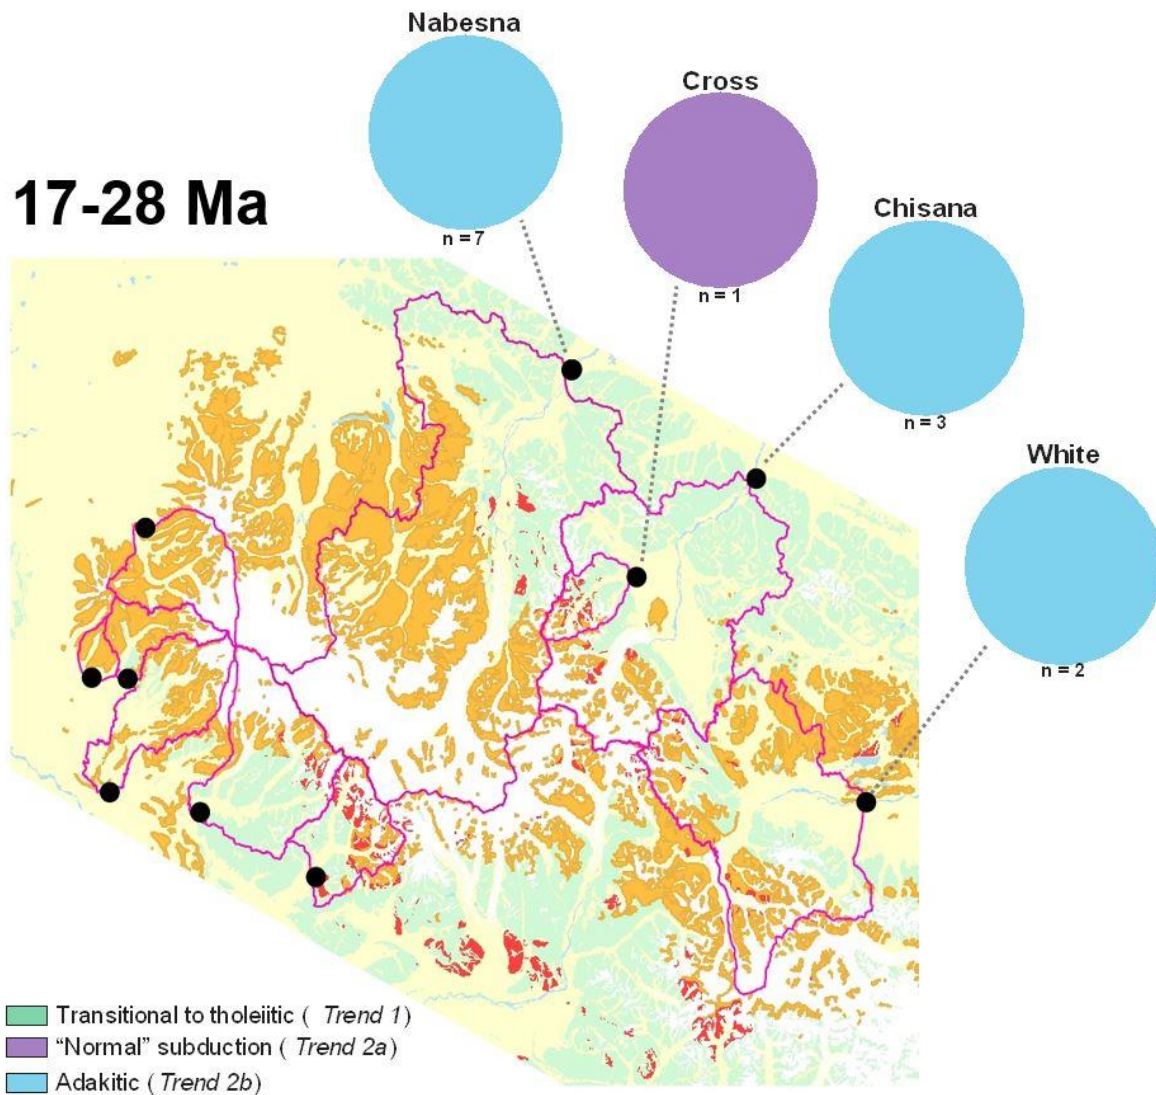 Nabesna
n = 7
Cross
n = 1
17-28 Ma
Chisana
n = 3
White
n = 2
Transitional to tholeiitic ( Trend 1)
“Normal” subduction ( Trend 2a)
Adakitic ( Trend 2b)